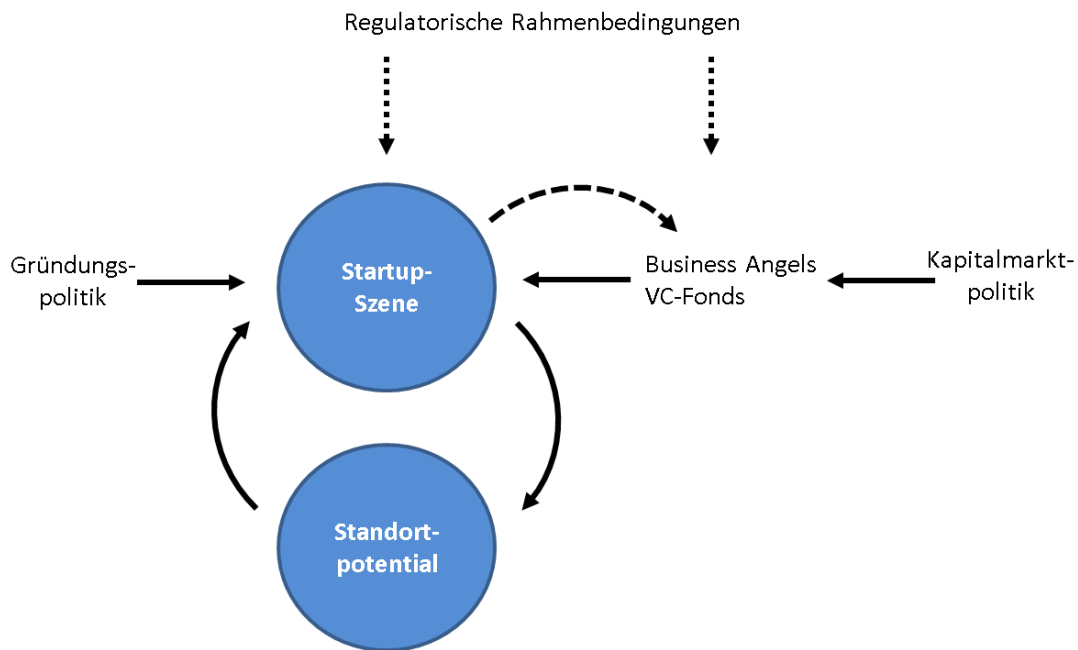 Regulatorische Rahmenbedingungen
Gründungs-
politik
Startup-
Szene
Business Angels
VC-Fonds
Kapitalmarkt-
politik
Standort-
potential